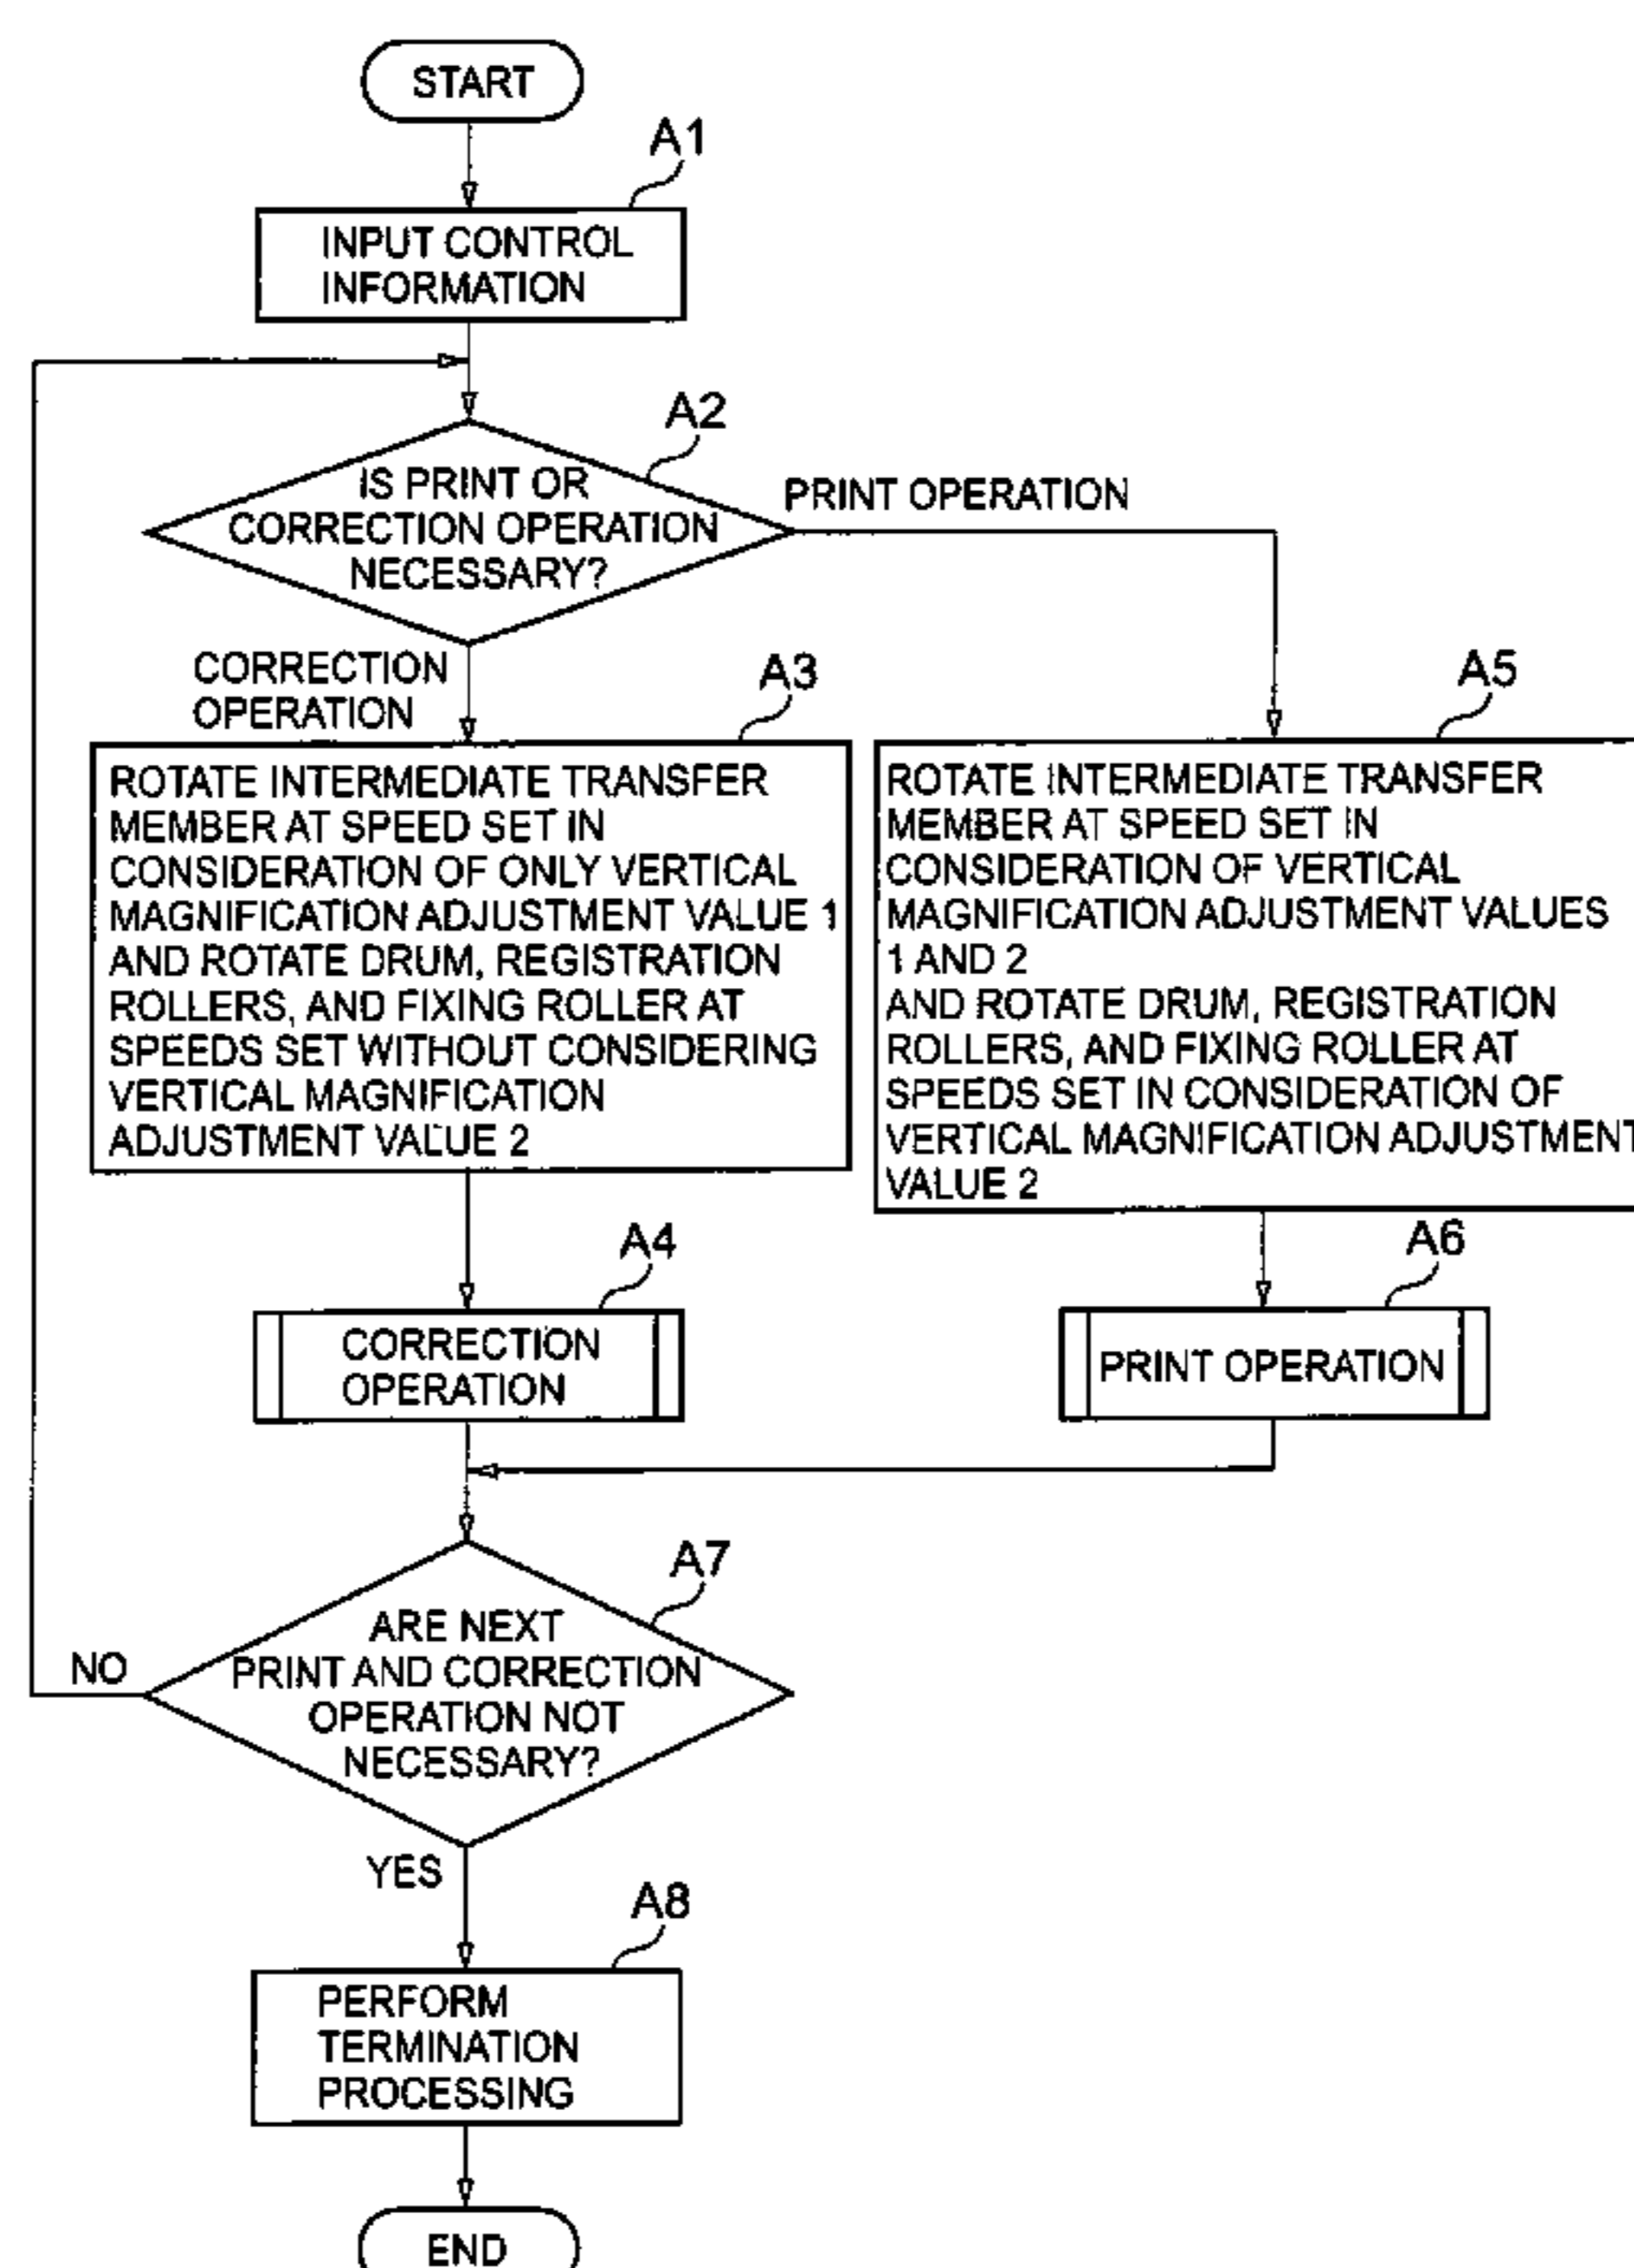 START
A1
INPUT CONTROL
INFORMATION
A2
IS PRINT OR
CORRECTION OPERATION
NECESSARY?
PRINT OPERATION
CORRECTION
OPERATION
A3
ROTATE INTERMEDIATE TRANSFER
MEMBER AT SPEED SET IN
CONSIDERATION OF ONLY VERTICAL
MAGNIFICATION ADJUSTMENT VALUE 1
AND ROTATE DRUM, REGISTRATION
ROLLERS, AND FIXING ROLLER AT
SPEEDS SET WITHOUT CONSIDERING
VERTICAL MAGNIFICATION
ADJUSTMENT VALUE 2
A5
ROTATE INTERMEDIATE TRANSFER
MEMBER AT SPEED SET IN
CONSIDERATION OF VERTICAL
MAGNIFICATION ADJUSTMENT VALUES
1 AND 2
AND ROTATE DRUM, REGISTRATION
ROLLERS, AND FIXING ROLLER AT
SPEEDS SET IN CONSIDERATION OF
VERTICAL MAGNIFICATION ADJUSTMENT
VALUE 2
A4
CORRECTION
OPERATION
A6
PRINT OPERATION
A7
ARE NEXT
PRINT AND CORRECTION
OPERATION NOT
NECESSARY?
NO
YES
A8
PERFORM
TERMINATION
PROCESSING
END